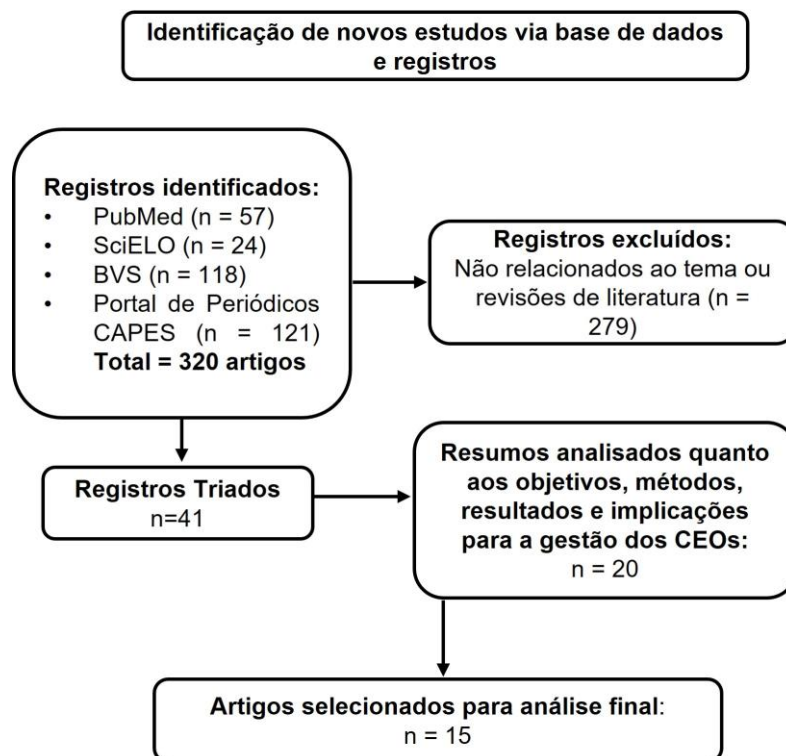 Identificação de novos estudos via base de dados
e registros
Registros identificados:
• PubMed (n = 57)
• SciELO (n = 24)
• BVS (n = 118)
• Portal de Periódicos
CAPES (n = 121)
Total = 320 artigos
Registros excluídos:
Não relacionados ao tema ou
revisões de literatura (n =
279)
Registros Triados
n=41
Resumos analisados quanto
aos objetivos, métodos,
resultados e implicações
para a gestão dos CEOs:
n = 20
Artigos selecionados para análise final:
n = 15